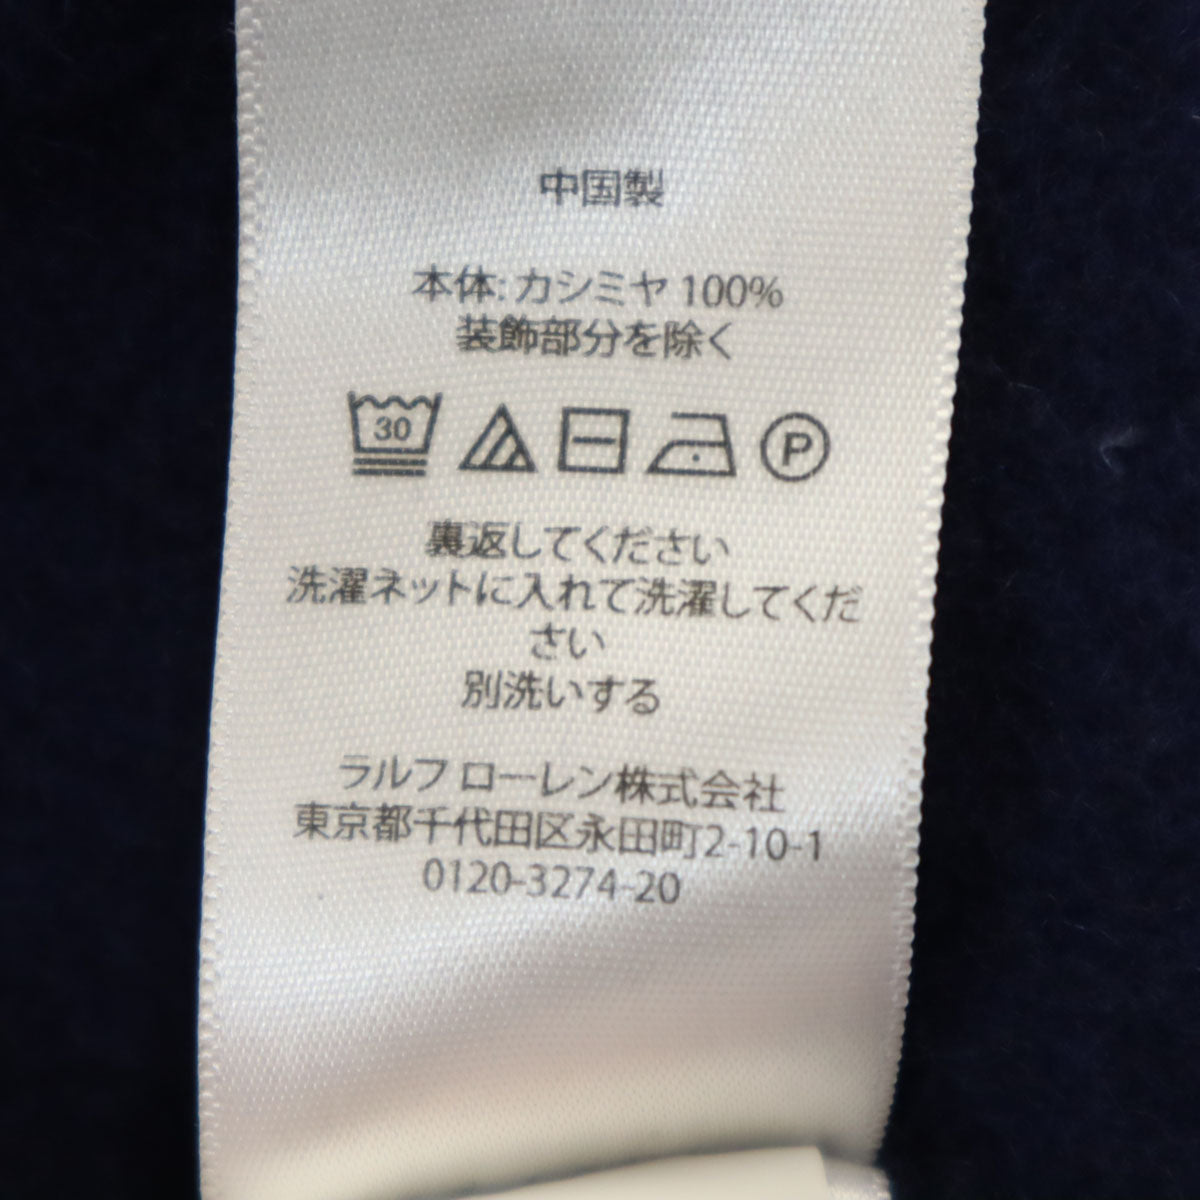 中国製
本体: カシミヤ 100%
装飾部分を除く
30 P
裏返してください
洗濯ネットに入れて洗濯してくだ
さい
別洗いする
ラルフ ローレン株式会社
東京都千代田区永田町2-10-1
0120-3274-20